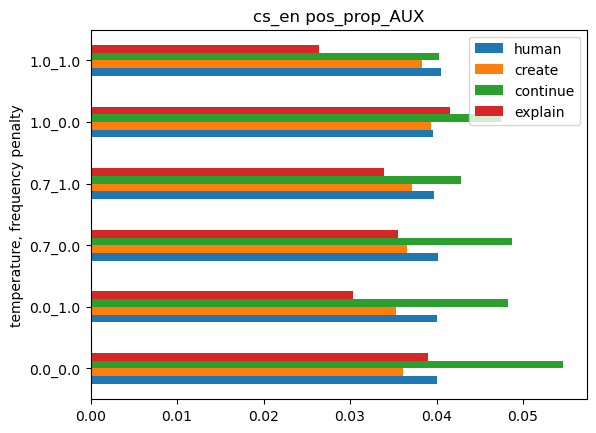 cs_en pos_prop_AUX
human
create
continue
explain
temperature, frequency penalty
1.0_1.0
1.0_0.0
0.7_1.0
0.7_0.0
0.0_1.0
0.0_0.0
0.00 0.01 0.02 0.03 0.04 0.05